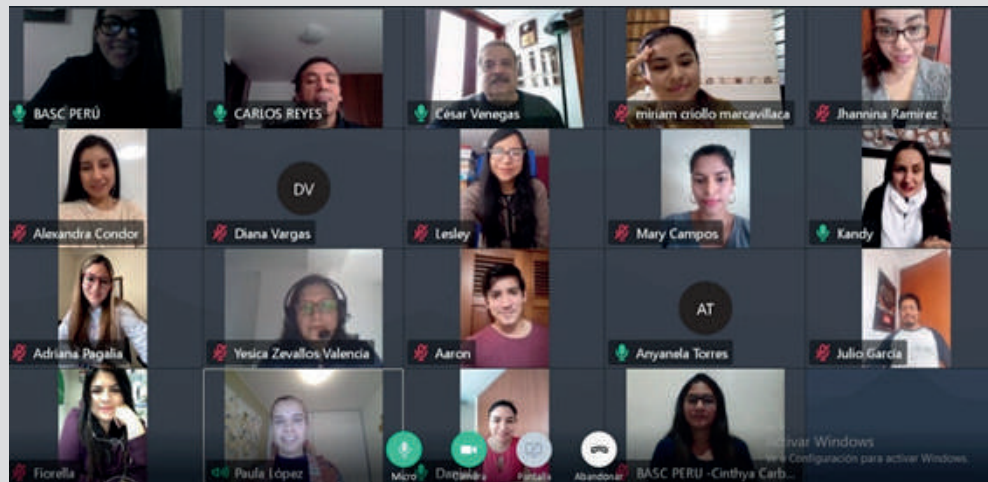 BASC PERÚ
CARLOS REYES
César Venegas
miriam criollo marcavillaca
Jhannina Ramirez
Alexandra Condor
DV
Diana Vargas
Lesley
Mary Campos
Kandy
Adriana Pagalia
Yesica Zevallos Valencia
Aaron
AT
Anyanela Torres
Julio García
Fiorella
Paula López
Micro
Cámara
Pantalla
Abandonar
BASC PERU -Cinthya Carb...
Activar Windows
Ve a Configuración para activar Windows.